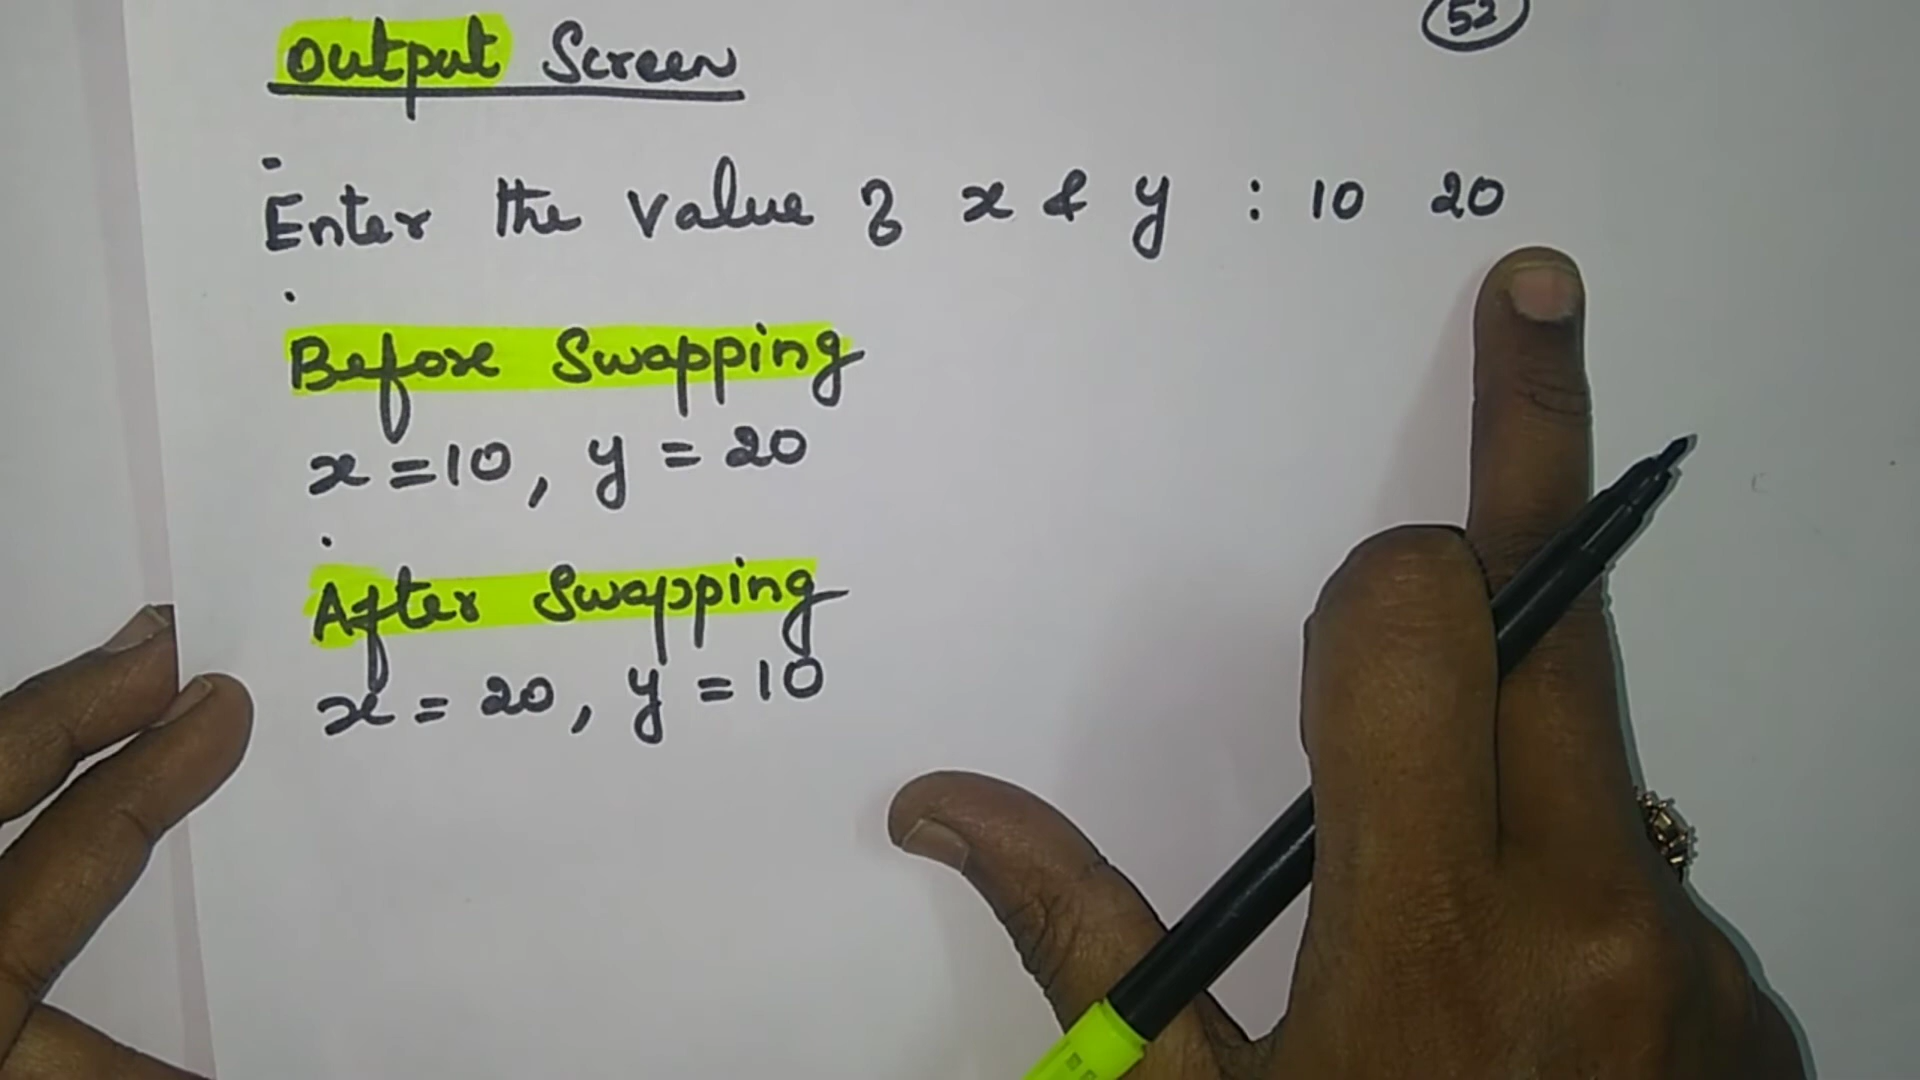 52
Output Screen
Enter the value of x & y : 10 20
Before Swapping
x = 10, y = 20
After Swapping
x = 20, y = 10